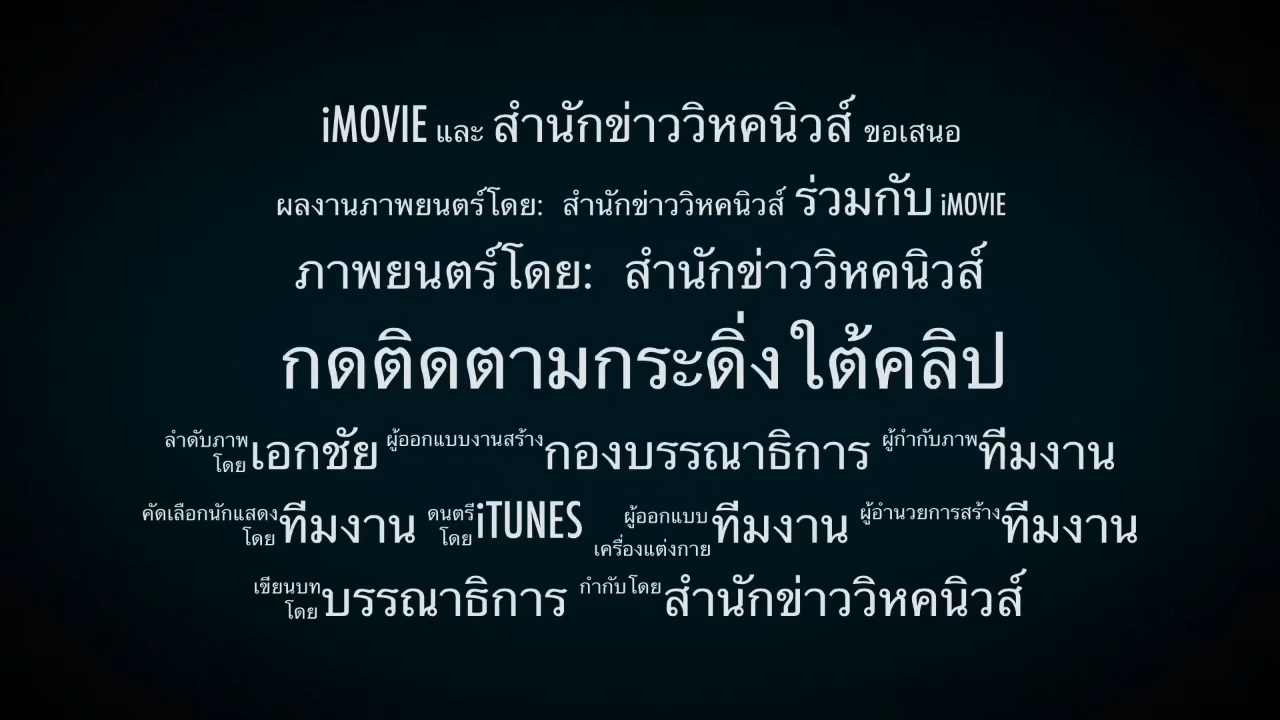 iMOVIE และ สำนักข่าววิหคนิวส์ ขอเสนอ
ผลงานภาพยนตร์โดย: สำนักข่าววิหคนิวส์ ร่วมกับ iMOVIE
ภาพยนตร์โดย: สำนักข่าววิหคนิวส์
กดติดตามกระดิ่ง ใต้คลิป
ลำดับภาพโดย เอกชัย ผู้ออกแบบงานสร้าง กองบรรณาธิการ ผู้กำกับภาพ ทีมงาน
คัดเลือกนักแสดงโดย ทีมงาน ดนตรีโดย iTUNES ผู้ออกแบบเครื่องแต่งกาย ทีมงาน ผู้อำนวยการสร้าง ทีมงาน
เขียนบทโดย บรรณาธิการ กำกับโดย สำนักข่าววิหคนิวส์